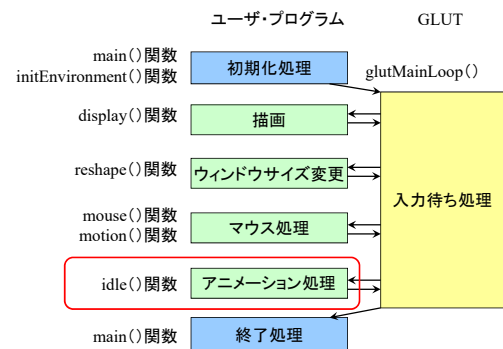 ユーザ・プログラム
GLUT
main()関数
initEnvironment()関数
初期化処理
glutMainLoop()
display()関数
描画
reshape()関数
ウィンドウサイズ変更
入力待ち処理
mouse()関数
motion()関数
マウス処理
idle()関数
アニメーション処理
main()関数
終了処理